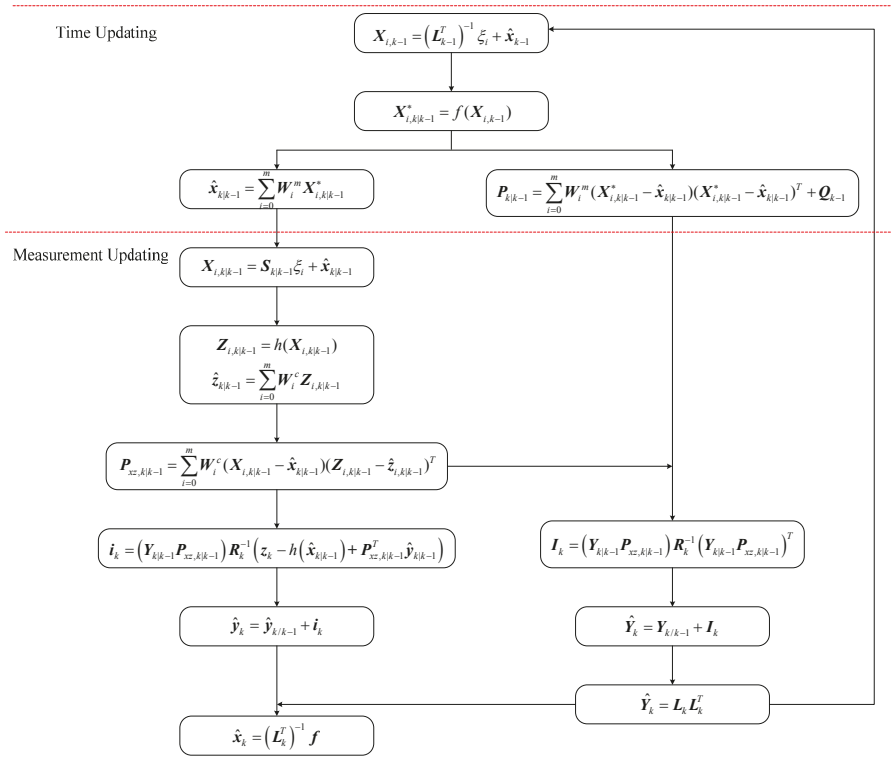 Time Updating
X_{i,k-1} = (L_{k-1}^T)^{-1} ξ_i + x̂_{k-1}
X^*_{i,k|k-1} = f(X_{i,k-1})
x̂_{k|k-1} = ∑_{i=0}^{m} W_i^m X^*_{i,k|k-1}
P_{k|k-1} = ∑_{i=0}^{m} W_i^m (X^*_{i,k|k-1} - x̂_{k|k-1})(X^*_{i,k|k-1} - x̂_{k|k-1})^T + Q_{k-1}
Measurement Updating
X_{i,k|k-1} = S_{k|k-1} ξ_i + x̂_{k|k-1}
Z_{i,k|k-1} = h(X_{i,k|k-1})
ẑ_{k|k-1} = ∑_{i=0}^{m} W_i^c Z_{i,k|k-1}
P_{xz,k|k-1} = ∑_{i=0}^{m} W_i^c (X_{i,k|k-1} - x̂_{k|k-1})(Z_{i,k|k-1} - ẑ_{i,k|k-1})^T
i_k = (Y_{k|k-1} P_{xz,k|k-1}) R_k^{-1} (z_k - h(x̂_{k|k-1}) + P^T_{xz,k|k-1} ŷ_{k|k-1})
I_k = (Y_{k|k-1} P_{xz,k|k-1}) R_k^{-1} (Y_{k|k-1} P_{xz,k|k-1})^T
ŷ_k = ŷ_{k/k-1} + i_k
Ŷ_k = Y_{k/k-1} + I_k
Ŷ_k = L_k L_k^T
x̂_k = (L_k^T)^{-1} f